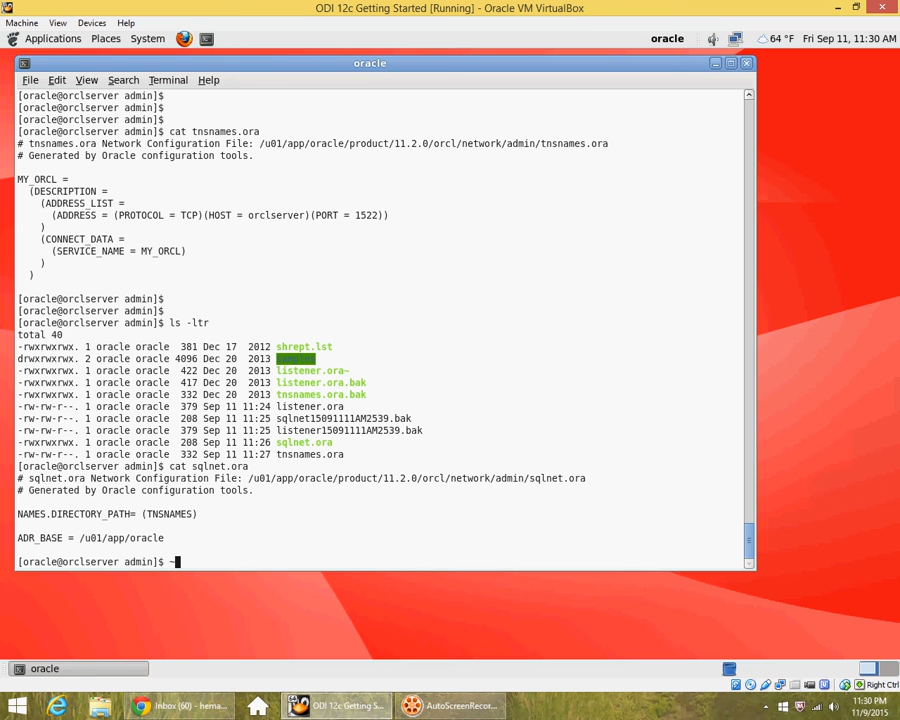 ODI 12c Getting Started [Running] - Oracle VM VirtualBox
Machine View Devices Help
Applications Places System oracle 64 °F Fri Sep 11, 11:30 AM
oracle
File Edit View Search Terminal Help
[oracle@orclserver admin]$
[oracle@orclserver admin]$
[oracle@orclserver admin]$
[oracle@orclserver admin]$ cat tnsnames.ora
# tnsnames.ora Network Configuration File: /u01/app/oracle/product/11.2.0/orcl/network/admin/tnsnames.ora
# Generated by Oracle configuration tools.
MY_ORCL =
(DESCRIPTION =
(ADDRESS_LIST =
(ADDRESS = (PROTOCOL = TCP)(HOST = orclserver)(PORT = 1522))
)
(CONNECT_DATA =
(SERVICE_NAME = MY_ORCL)
)
)
[oracle@orclserver admin]$
[oracle@orclserver admin]$
[oracle@orclserver admin]$ ls -ltr
total 40
-rwxrwxrwx. 1 oracle oracle 381 Dec 17 2012 shrept.lst
drwxrwxrwx. 2 oracle oracle 4096 Dec 20 2013
-rwxrwxrwx. 1 oracle oracle 422 Dec 20 2013 listener.ora~
-rwxrwxrwx. 1 oracle oracle 417 Dec 20 2013 listener.ora.bak
-rwxrwxrwx. 1 oracle oracle 332 Dec 20 2013 tnsnames.ora.bak
-rw-rw-r--. 1 oracle oracle 379 Sep 11 11:24 listener.ora
-rw-rw-r--. 1 oracle oracle 208 Sep 11 11:25 sqlnet15091111AM2539.bak
-rw-rw-r--. 1 oracle oracle 379 Sep 11 11:25 listener15091111AM2539.bak
-rwxrwxrwx. 1 oracle oracle 208 Sep 11 11:26 sqlnet.ora
-rw-rw-r--. 1 oracle oracle 332 Sep 11 11:27 tnsnames.ora
[oracle@orclserver admin]$ cat sqlnet.ora
# sqlnet.ora Network Configuration File: /u01/app/oracle/product/11.2.0/orcl/network/admin/sqlnet.ora
# Generated by Oracle configuration tools.
NAMES.DIRECTORY_PATH= (TNSNAMES)
ADR_BASE = /u01/app/oracle
[oracle@orclserver admin]$ ~
oracle
Right Ctrl
Inbox (60) - hema... ODI 12c Getting S... AutoScreenRecor...
11:30 PM
11/9/2015